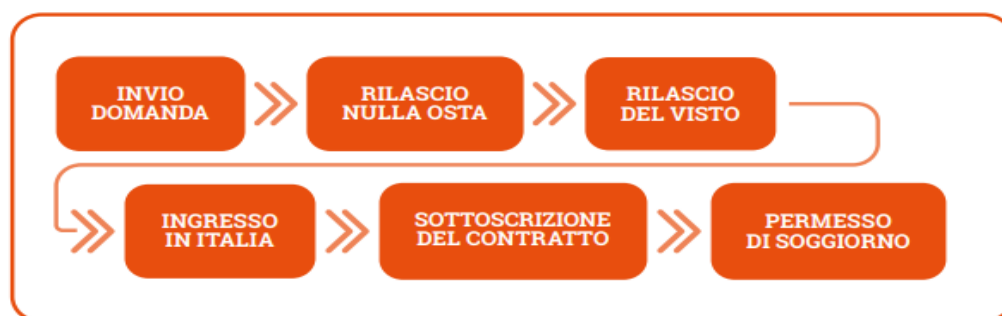 INVIO
DOMANDA
RILASCIO
NULLA OSTA
RILASCIO
DEL VISTO
INGRESSO
IN ITALIA
SOTTOSCRIZIONE
DEL CONTRATTO
PERMESSO
DI SOGGIORNO